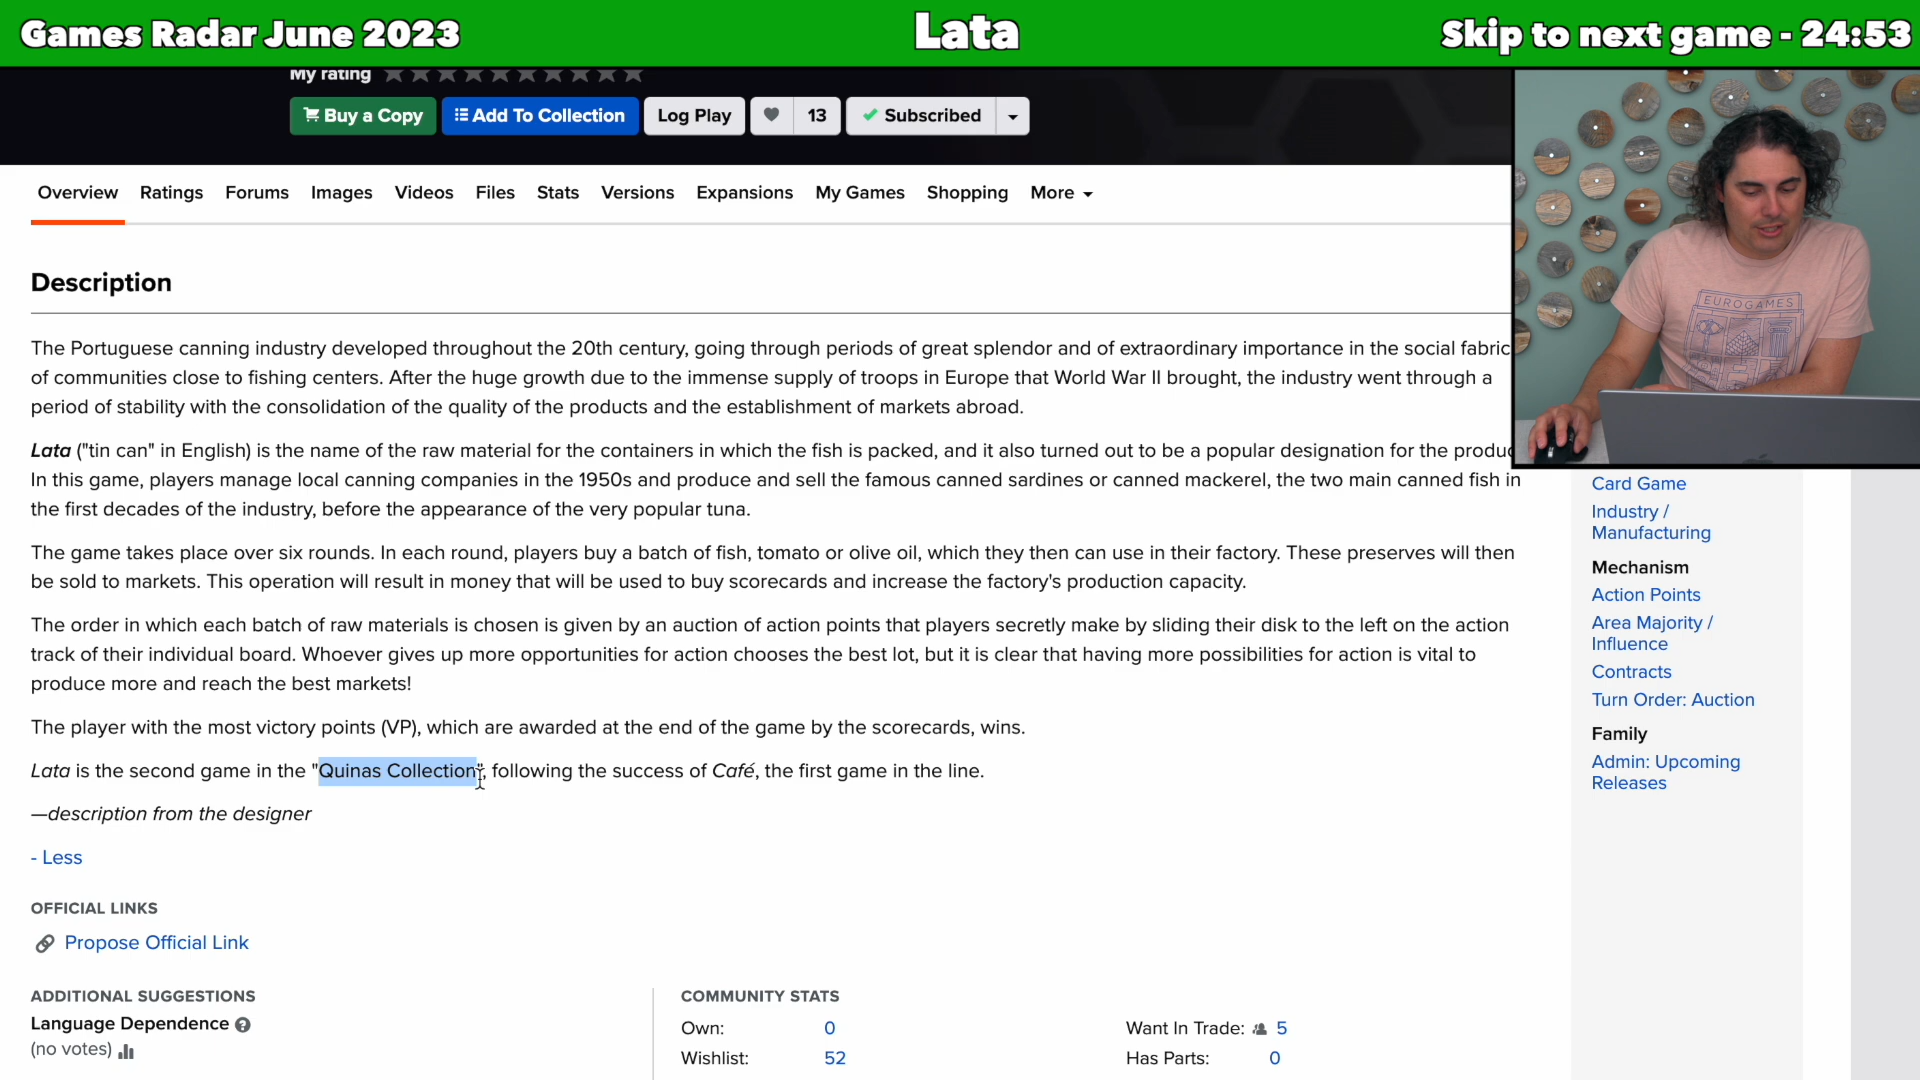 Games Radar June 2023
Lata
Skip to next game - 24:53
My rating
Buy a Copy
Add To Collection
Log Play
13
Subscribed
Overview
Ratings
Forums
Images
Videos
Files
Stats
Versions
Expansions
My Games
Shopping
More
EUROGAMES
Description
The Portuguese canning industry developed throughout the 20th century, going through periods of great splendor and of extraordinary importance in the social fabric
of communities close to fishing centers. After the huge growth due to the immense supply of troops in Europe that World War II brought, the industry went through a
period of stability with the consolidation of the quality of the products and the establishment of markets abroad.
Lata ("tin can" in English) is the name of the raw material for the containers in which the fish is packed, and it also turned out to be a popular designation for the produc
In this game, players manage local canning companies in the 1950s and produce and sell the famous canned sardines or canned mackerel, the two main canned fish in
the first decades of the industry, before the appearance of the very popular tuna.
The game takes place over six rounds. In each round, players buy a batch of fish, tomato or olive oil, which they then can use in their factory. These preserves will then
be sold to markets. This operation will result in money that will be used to buy scorecards and increase the factory's production capacity.
The order in which each batch of raw materials is chosen is given by an auction of action points that players secretly make by sliding their disk to the left on the action
track of their individual board. Whoever gives up more opportunities for action chooses the best lot, but it is clear that having more possibilities for action is vital to
produce more and reach the best markets!
The player with the most victory points (VP), which are awarded at the end of the game by the scorecards, wins.
Lata is the second game in the "Quinas Collection", following the success of Café, the first game in the line.
—description from the designer
- Less
OFFICIAL LINKS
Propose Official Link
ADDITIONAL SUGGESTIONS
Language Dependence
(no votes)
COMMUNITY STATS
Own: 0
Wishlist: 52
Want In Trade: 5
Has Parts: 0
Card Game
Industry /
Manufacturing
Mechanism
Action Points
Area Majority /
Influence
Contracts
Turn Order: Auction
Family
Admin: Upcoming
Releases